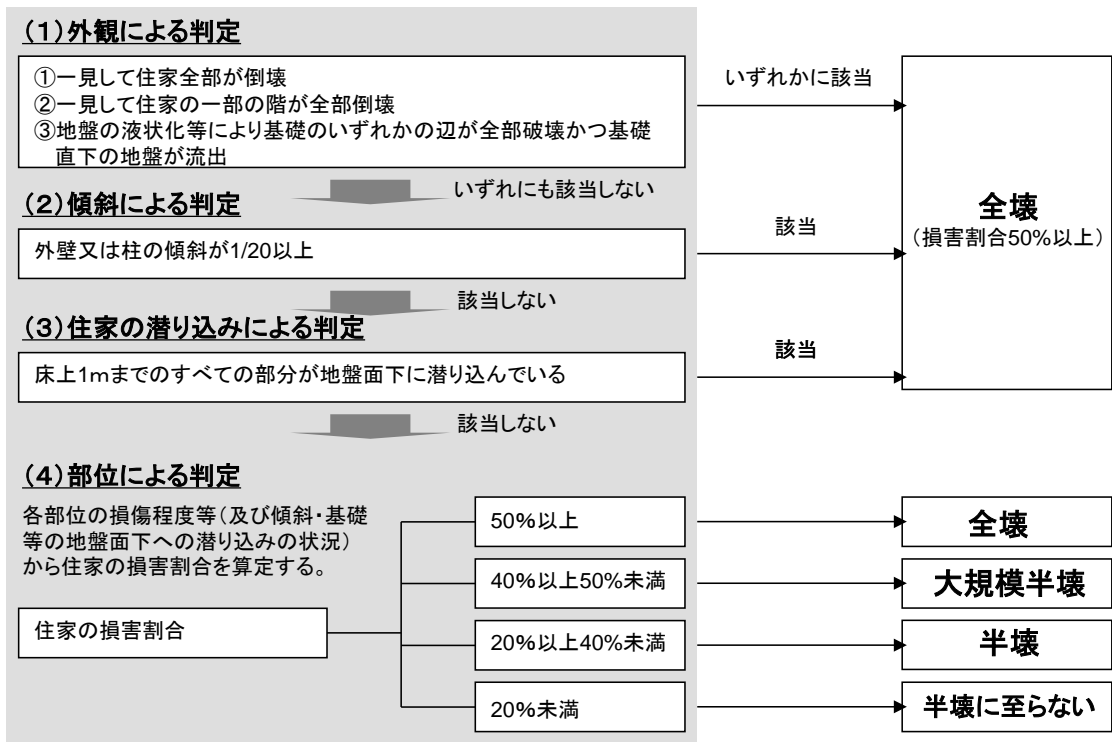 (1)外観による判定
①一見して住家全部が倒壊
②一見して住家の一部の階が全部倒壊
③地盤の液状化等により基礎のいずれかの辺が全部破壊かつ基礎
直下の地盤が流出
いずれかに該当
いずれにも該当しない
(2)傾斜による判定
外壁又は柱の傾斜が1/20以上
該当
該当しない
(3)住家の潜り込みによる判定
床上1mまでのすべての部分が地盤面下に潜り込んでいる
該当
該当しない
全壊
(損害割合50%以上)
(4)部位による判定
各部位の損傷程度等(及び傾斜・基礎
等の地盤面下への潜り込みの状況)
から住家の損害割合を算定する。
住家の損害割合
50%以上
全壊
40%以上50%未満
大規模半壊
20%以上40%未満
半壊
20%未満
半壊に至らない